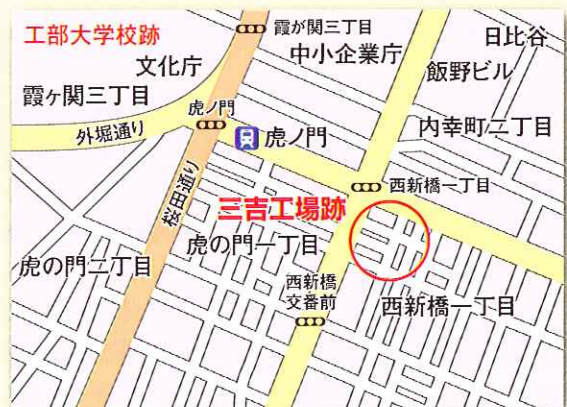 工部大学校跡
霞が関三丁目
日比谷
中小企業庁
文化庁
飯野ビル
霞ヶ関三丁目
虎ノ門
内幸町二丁目
外堀通り
虎ノ門
西新橋一丁目
桜田通り
三吉工場跡
虎の門一丁目
虎の門二丁目
西新橋
交番前
西新橋一丁目